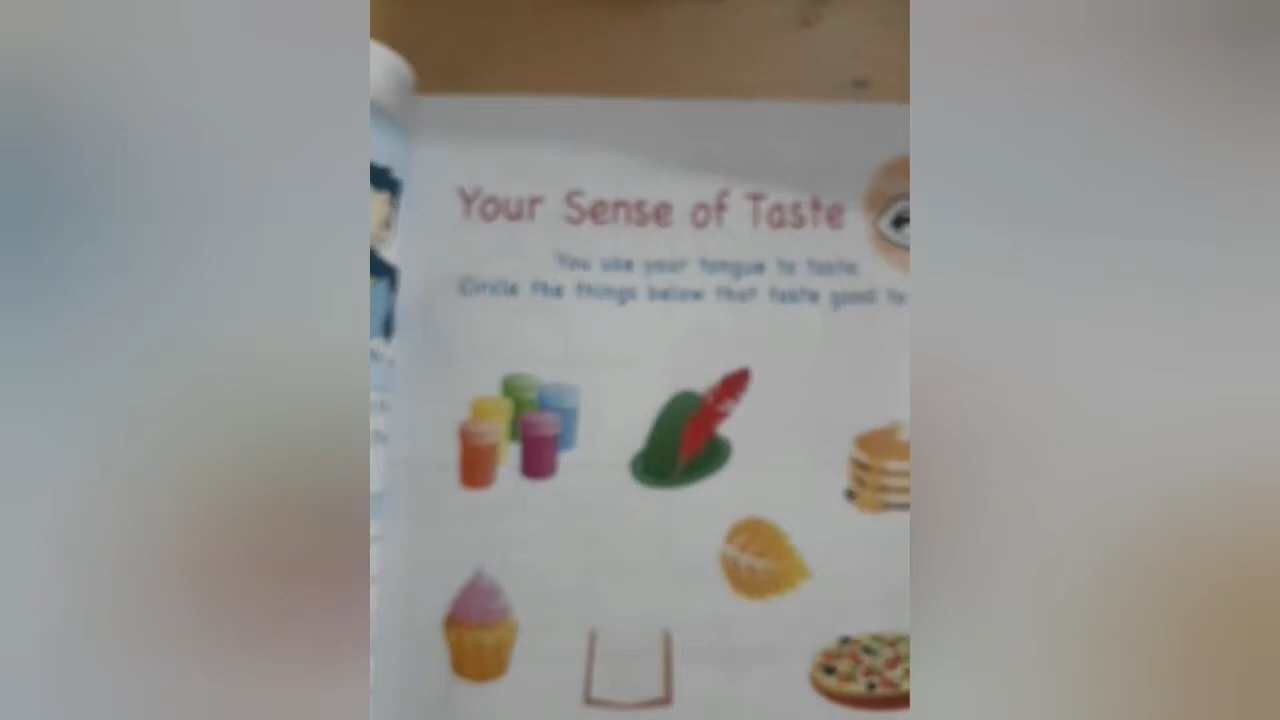 Your Sense of Taste
You use your tongue to taste.
Circle the things below that taste good to